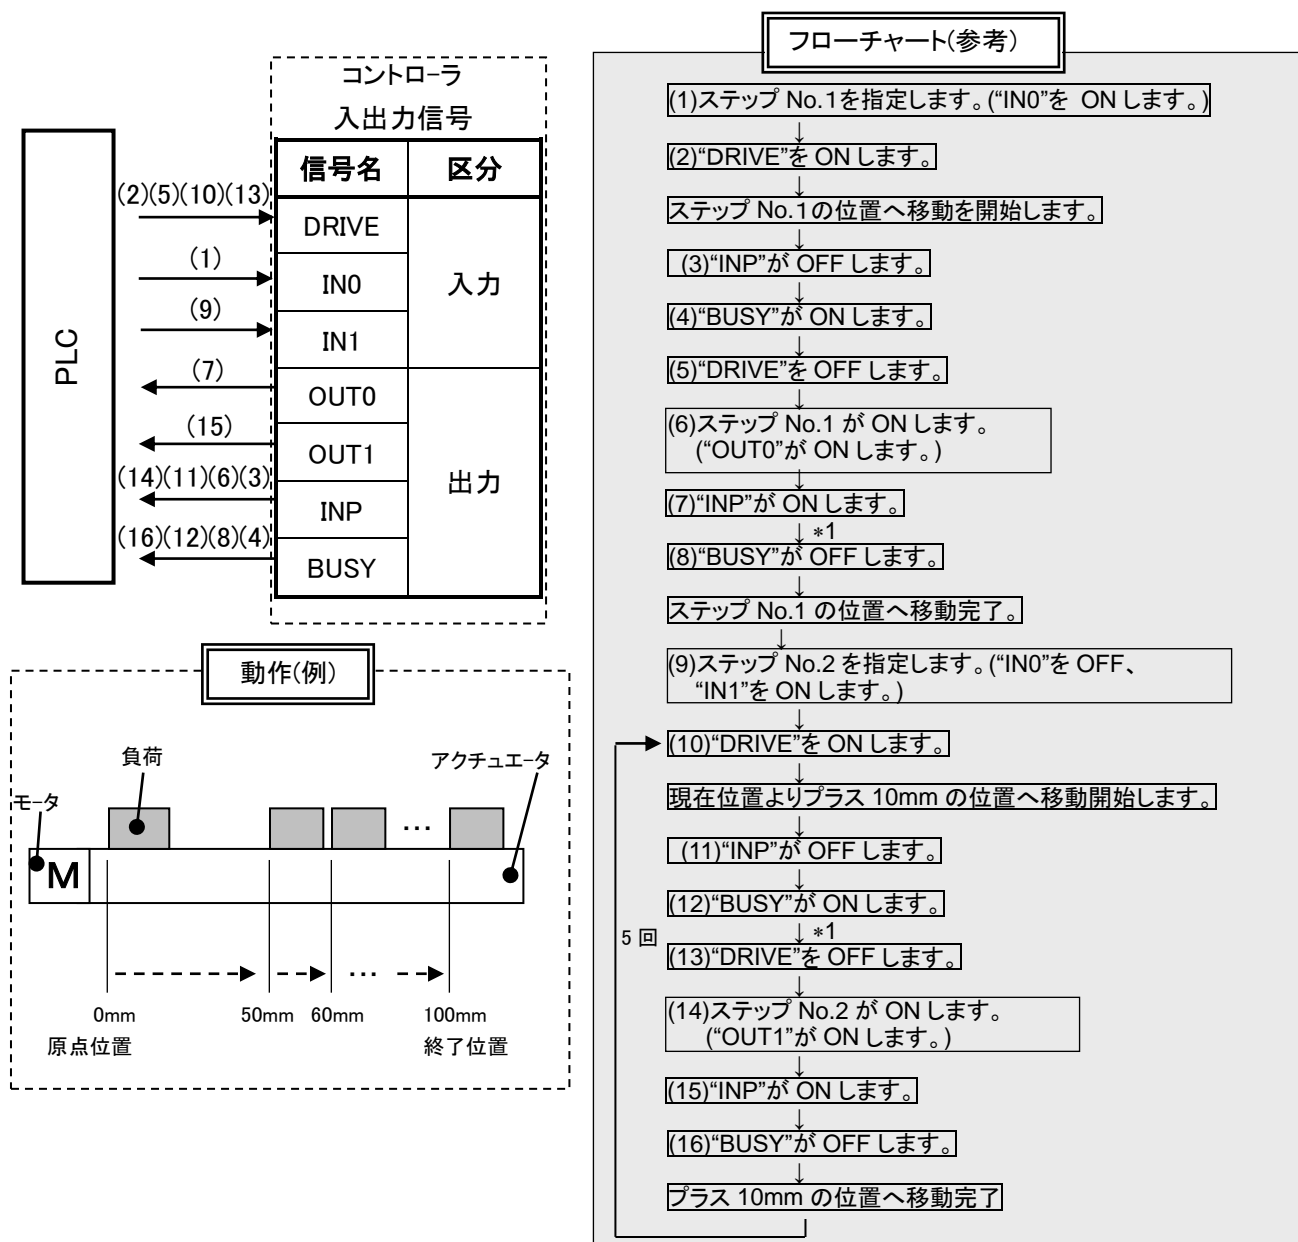 コントローラ
入出力信号
信号名 区分
DRIVE
IN0
IN1
入力
OUT0
OUT1
INP
BUSY
出力
PLC
(2)(5)(10)(13)
(1)
(9)
(7)
(15)
(14)(11)(6)(3)
(16)(12)(8)(4)
動作(例)
負荷
アクチュエータ
モータ
M
…
…
0mm 50mm 60mm 100mm
原点位置 終了位置
フローチャート(参考)
(1)ステップ No.1を指定します。(“IN0”を ON します。)
↓
(2)“DRIVE”を ON します。
↓
ステップ No.1の位置へ移動を開始します。
↓
(3)“INP”が OFF します。
↓
(4)“BUSY”が ON します。
↓
(5)“DRIVE”を OFF します。
↓
(6)ステップ No.1 が ON します。
(“OUT0”が ON します。)
↓
(7)“INP”が ON します。
↓ *1
(8)“BUSY”が OFF します。
↓
ステップ No.1 の位置へ移動完了。
↓
(9)ステップ No.2 を指定します。(“IN0”を OFF、
“IN1”を ON します。)
↓
(10)“DRIVE”を ON します。
↓
現在位置よりプラス 10mm の位置へ移動開始します。
↓
(11)“INP”が OFF します。
↓
(12)“BUSY”が ON します。
↓ *1
5 回
(13)“DRIVE”を OFF します。
↓
(14)ステップ No.2 が ON します。
(“OUT1”が ON します。)
↓
(15)“INP”が ON します。
↓
(16)“BUSY”が OFF します。
↓
プラス 10mm の位置へ移動完了